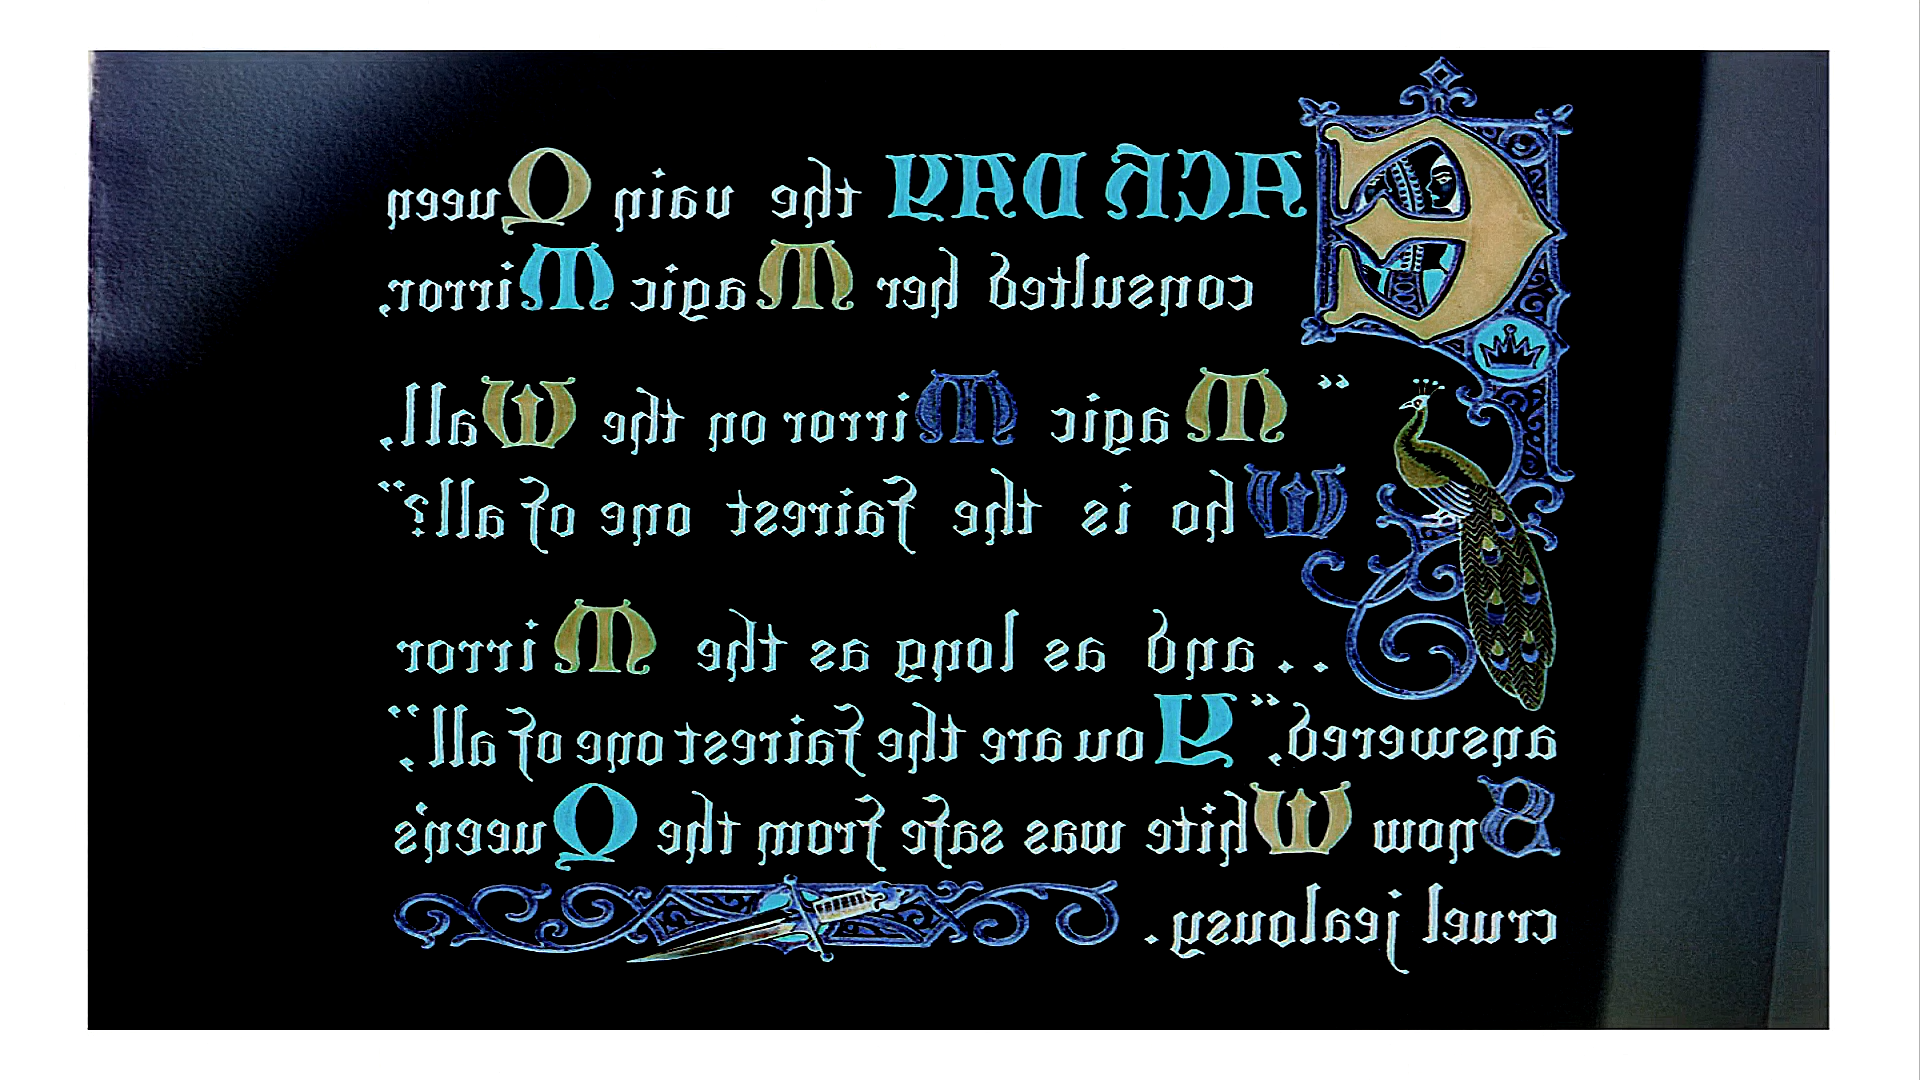 EACH DAY the vain Queen
consulted her Magic Mirror,
“Magic Mirror on the Wall,
Who is the fairest one of all?”
..and as long as the Mirror
answered, “You are the fairest one of all,”
Snow White was safe from the Queen's
cruel jealousy.